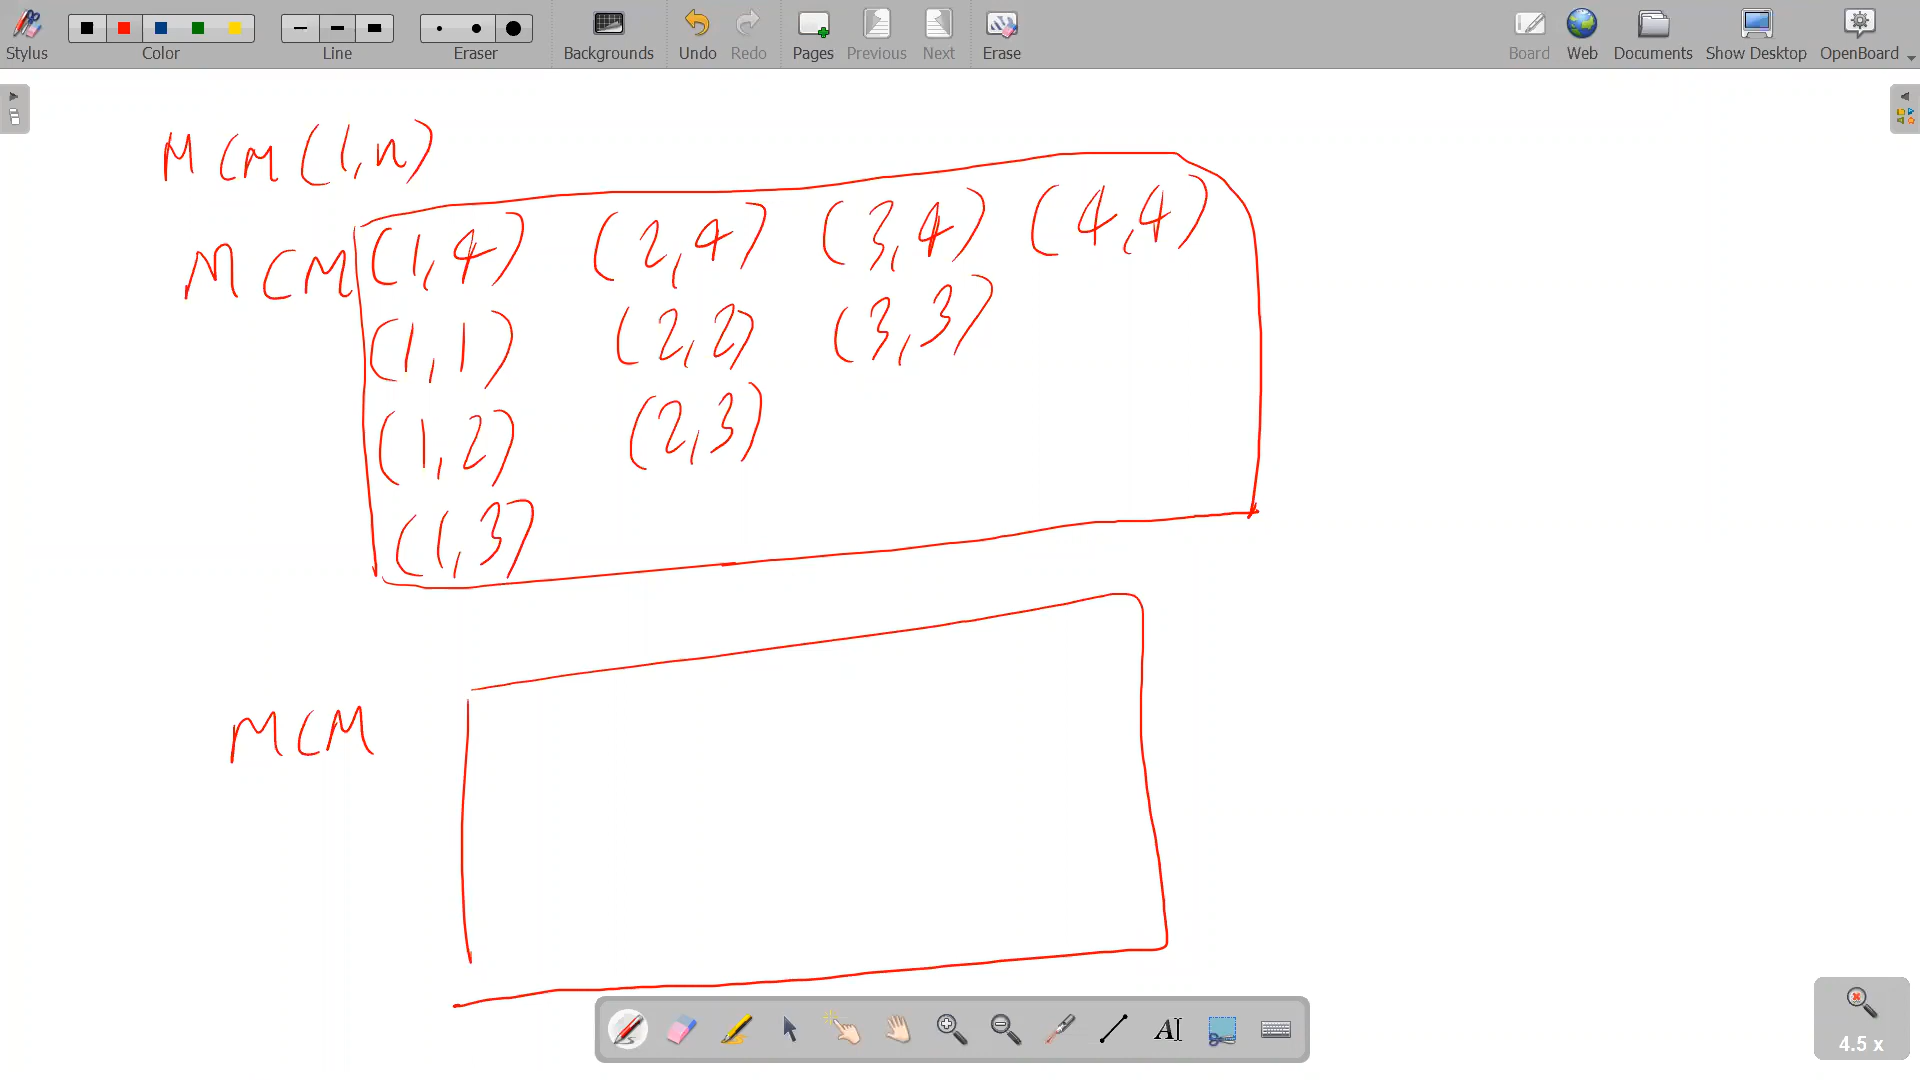 Stylus Color Line Eraser Backgrounds Undo Redo Pages Previous Next Erase Board Web Documents Show Desktop OpenBoard
MCM(1,n)
MCM (1,4) (2,4) (3,4) (4,4)
(1,1) (2,2) (3,3)
(1,2) (2,3)
(1,3)
MCM
4.5 x